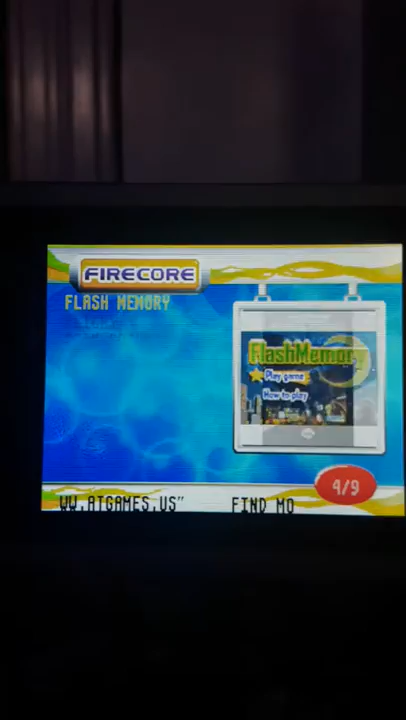 FIRECORE
FLASH MEMORY
FlashMemory
Play game
How to play
4/9
WW.ATGAMES.US"
FIND MO